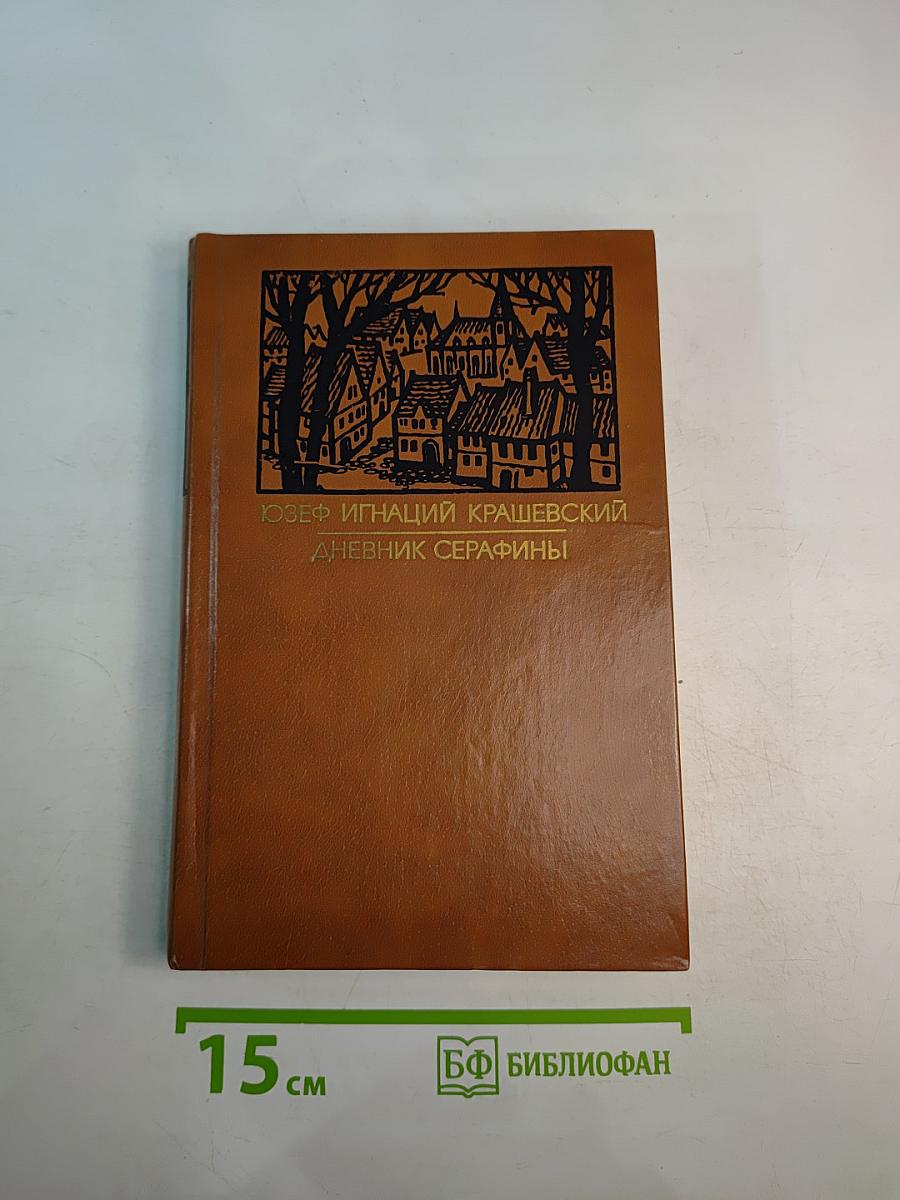 ЮЗЕФ ИГНАЦИЙ КРАШЕВСКИЙ
ДНЕВНИК СЕРАФИНЫ
15 см
БФ БИБЛИОФАН